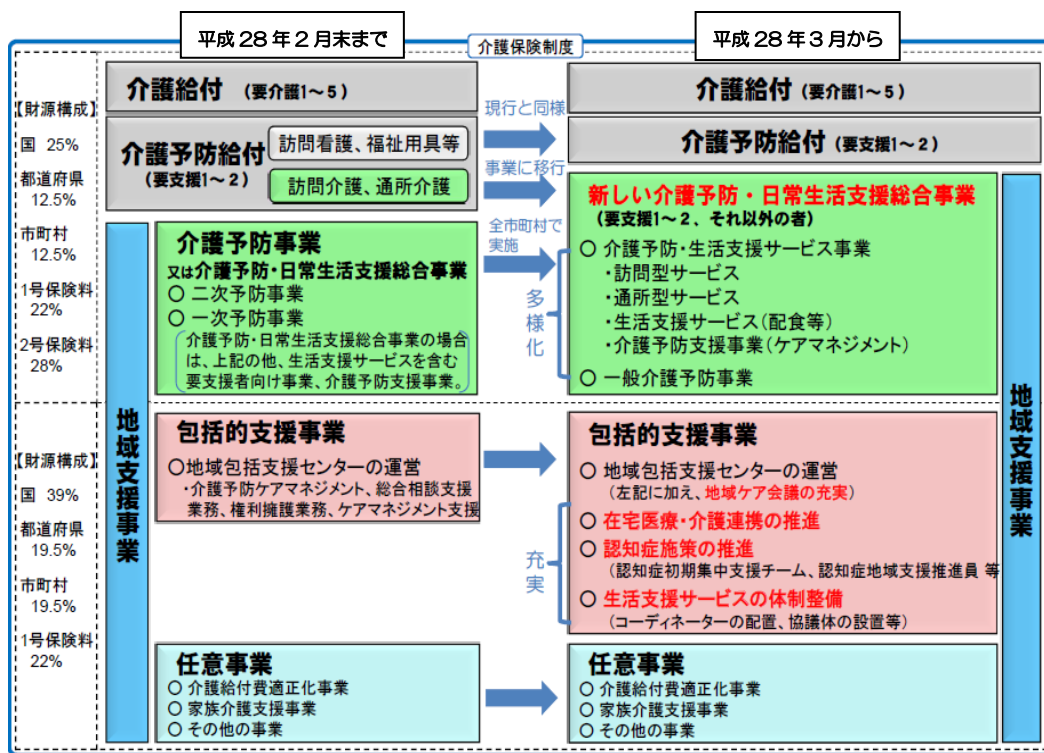 平成28年2月末まで
介護保険制度
平成28年3月から
【財源構成】
国 25%
都道府県
12.5%
市町村
12.5%
1号保険料
22%
2号保険料
28%
【財源構成】
国 39%
都道府県
19.5%
市町村
19.5%
1号保険料
22%
介護給付 (要介護1~5)
介護予防給付
(要支援1~2)
訪問看護、福祉用具等
訪問介護、通所介護
地域支援事業
介護予防事業
又は介護予防・日常生活支援総合事業
○ 二次予防事業
○ 一次予防事業
介護予防・日常生活支援総合事業の場合
は、上記の他、生活支援サービスを含む
要支援者向け事業、介護予防支援事業。
包括的支援事業
○地域包括支援センターの運営
・介護予防ケアマネジメント、総合相談支援
業務、権利擁護業務、ケアマネジメント支援
任意事業
○ 介護給付費適正化事業
○ 家族介護支援事業
○ その他の事業
現行と同様
事業に移行
全市町村で
実施
多様化
充実
介護給付 (要介護1~5)
介護予防給付 (要支援1~2)
新しい介護予防・日常生活支援総合事業
(要支援1~2、それ以外の者)
○ 介護予防・生活支援サービス事業
・訪問型サービス
・通所型サービス
・生活支援サービス(配食等)
・介護予防支援事業(ケアマネジメント)
○ 一般介護予防事業
包括的支援事業
○ 地域包括支援センターの運営
(左記に加え、地域ケア会議の充実)
○ 在宅医療・介護連携の推進
○ 認知症施策の推進
(認知症初期集中支援チーム、認知症地域支援推進員 等
○ 生活支援サービスの体制整備
(コーディネーターの配置、協議体の設置等)
任意事業
○ 介護給付費適正化事業
○ 家族介護支援事業
○ その他の事業
地域支援事業